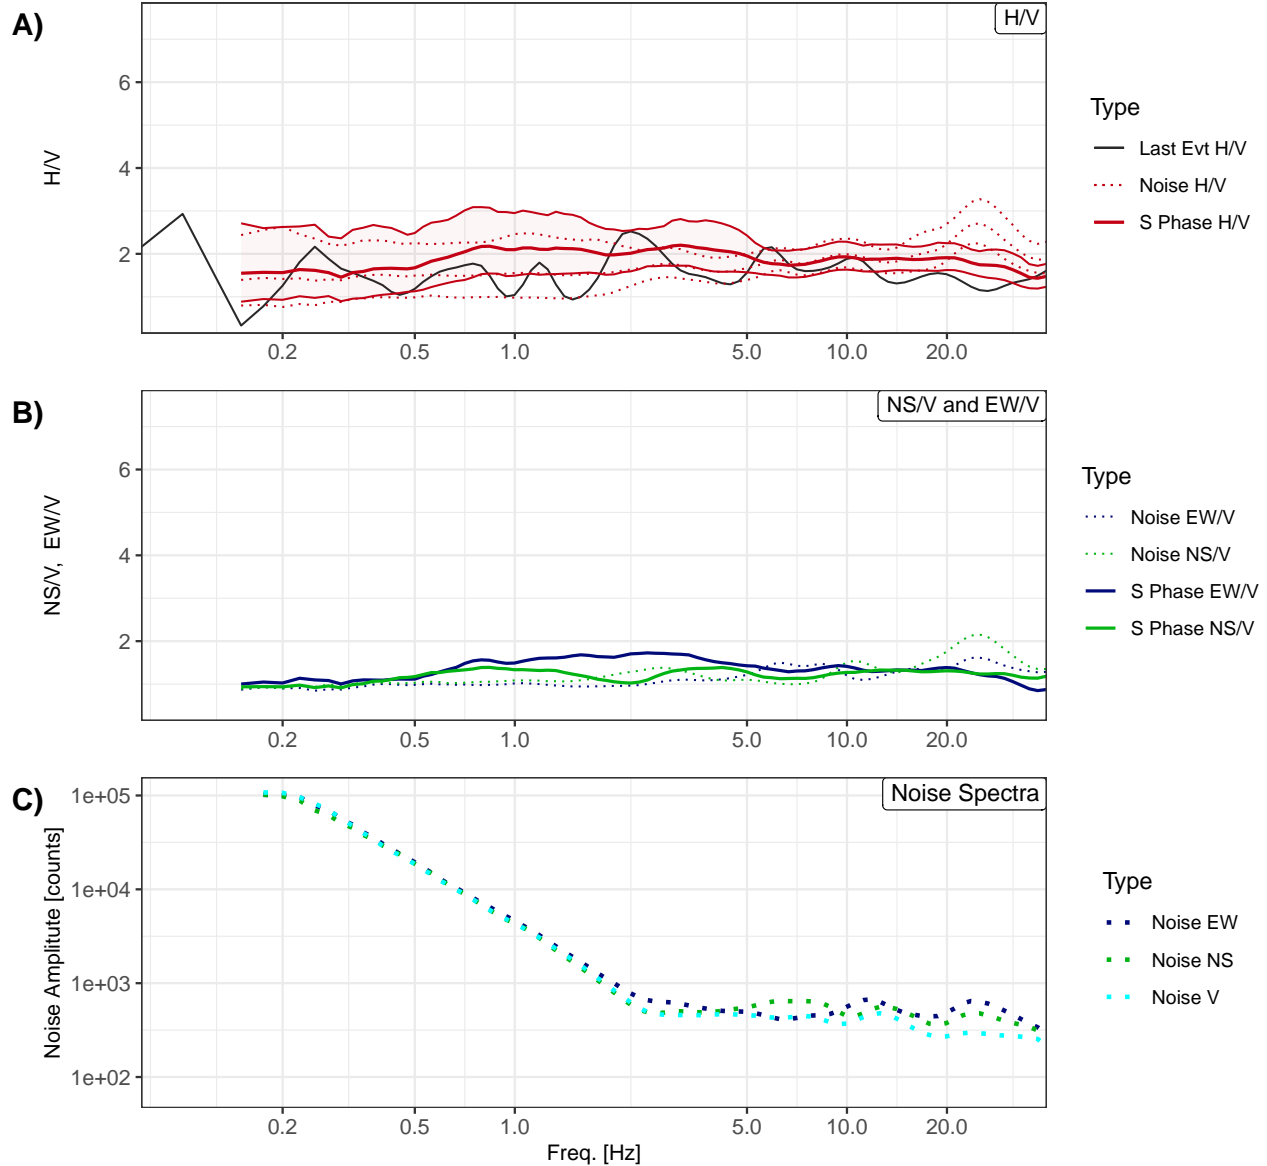 A)
H/V
H/V
6
4
2
0.2 0.5 1.0 5.0 10.0 20.0
Type
Last Evt H/V
Noise H/V
S Phase H/V
B)
NS/V and EW/V
NS/V, EW/V
6
4
2
0.2 0.5 1.0 5.0 10.0 20.0
Type
Noise EW/V
Noise NS/V
S Phase EW/V
S Phase NS/V
C)
Noise Spectra
Noise Amplitute [counts]
1e+05
1e+04
1e+03
1e+02
0.2 0.5 1.0 5.0 10.0 20.0
Freq. [Hz]
Type
Noise EW
Noise NS
Noise V